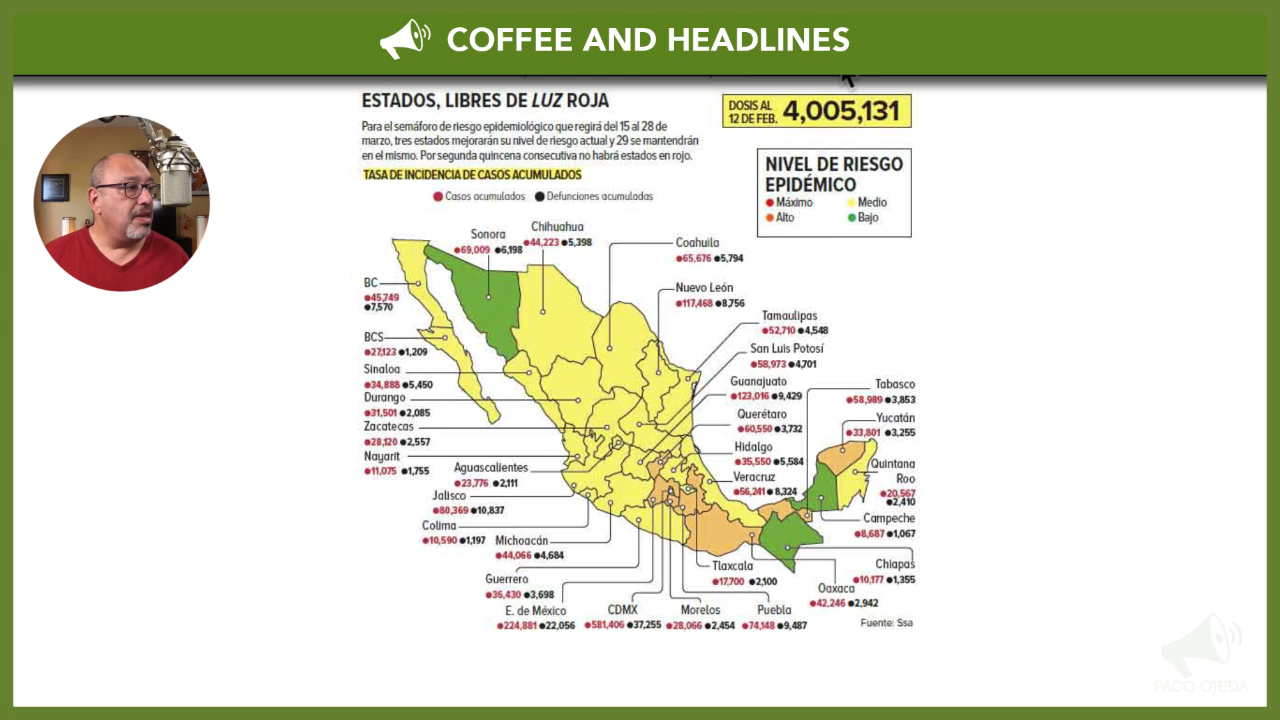 COFFEE AND HEADLINES
ESTADOS, LIBRES DE LUZ ROJA
DOSIS AL
12 DE FEB. 4,005,131
Para el semáforo de riesgo epidemiológico que regirá del 15 al 28 de
marzo, tres estados mejorarán su nivel de riesgo actual y 29 se mantendrán
en el mismo. Por segunda quincena consecutiva no habrá estados en rojo.
TASA DE INCIDENCIA DE CASOS ACUMULADOS
Casos acumulados Defunciones acumuladas
NIVEL DE RIESGO
EPIDÉMICO
Máximo Medio
Alto Bajo
Sonora
69,009 6,198
Chihuahua
44,223 5,398
Coahuila
65,676 5,794
BC
45,749
7,570
Nuevo León
117,468 8,756
Tamaulipas
52,710 4,548
BCS
27,123 1,209
San Luis Potosí
58,973 4,701
Sinaloa
34,888 5,450
Guanajuato
123,016 9,429
Tabasco
58,989 3,853
Durango
31,501 2,085
Querétaro
60,550 3,732
Yucatán
33,801 3,255
Zacatecas
28,120 2,557
Hidalgo
35,550 5,584
Nayarit
11,075 1,755
Aguascalientes
23,776 2,111
Veracruz
56,241 8,324
Quintana
Roo
20,567
2,410
Jalisco
80,369 10,837
Campeche
8,687 1,067
Colima
10,590 1,197
Michoacán
44,066 4,684
Chiapas
10,177 1,355
Tlaxcala
17,700 2,100
Guerrero
36,430 3,698
Oaxaca
42,246 2,942
E. de México
224,881 22,056
CDMX
581,406 37,255
Morelos
28,066 2,454
Puebla
74,148 9,487
Fuente: Ssa
PACO OJEDA